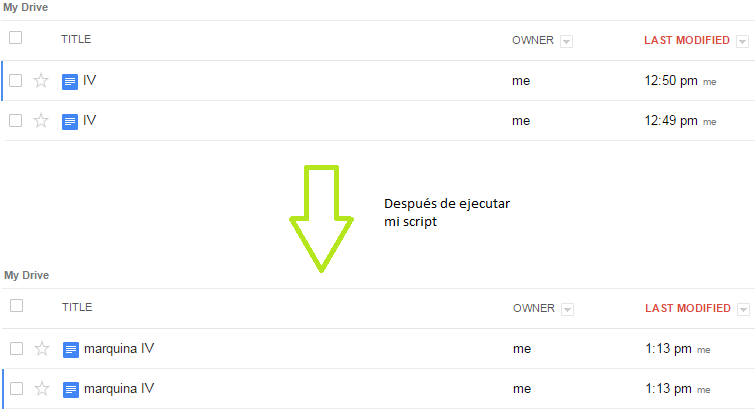 My Drive
TITLE OWNER LAST MODIFIED
IV me 12:50 pm me
IV me 12:49 pm me
Después de ejecutar
mi script
My Drive
TITLE OWNER LAST MODIFIED
marquina IV me 1:13 pm me
marquina IV me 1:13 pm me